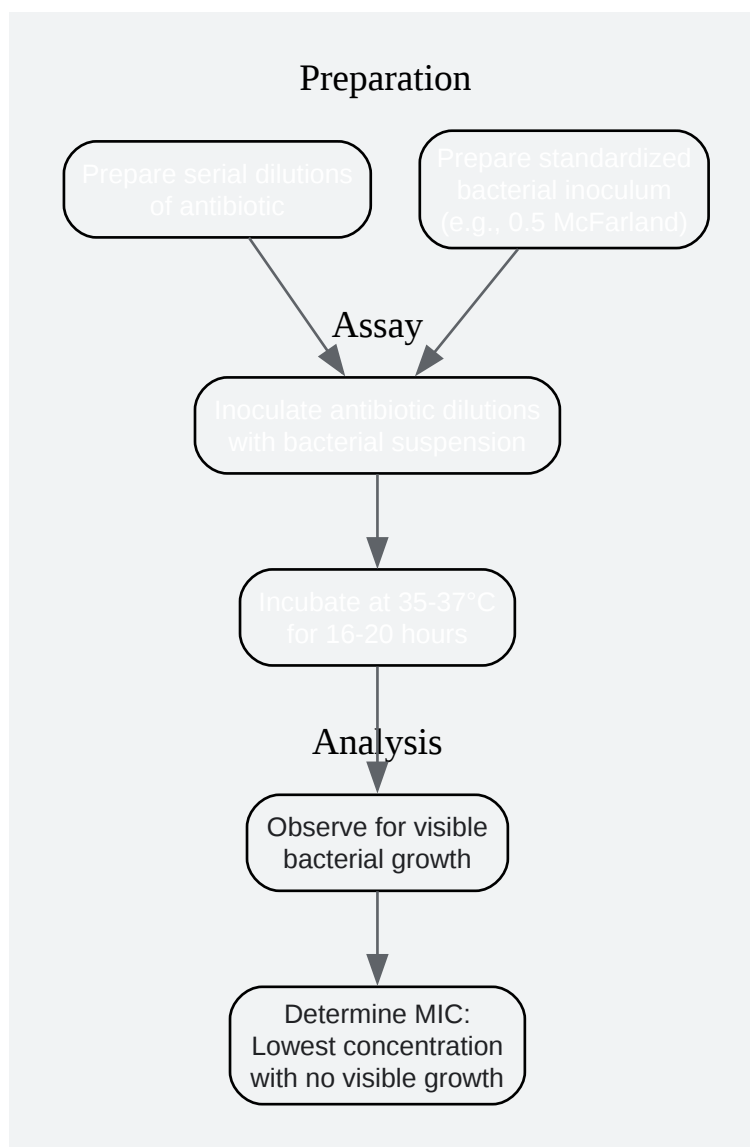 Preparation
Prepare serial dilutions
of antibiotic
Prepare standardized
bacterial inoculum
(e.g., 0.5 McFarland)
Assay
Inoculate antibiotic dilutions
with bacterial suspension
Incubate at 35-37°C
for 16-20 hours
Analysis
Observe for visible
bacterial growth
Determine MIC:
Lowest concentration
with no visible growth